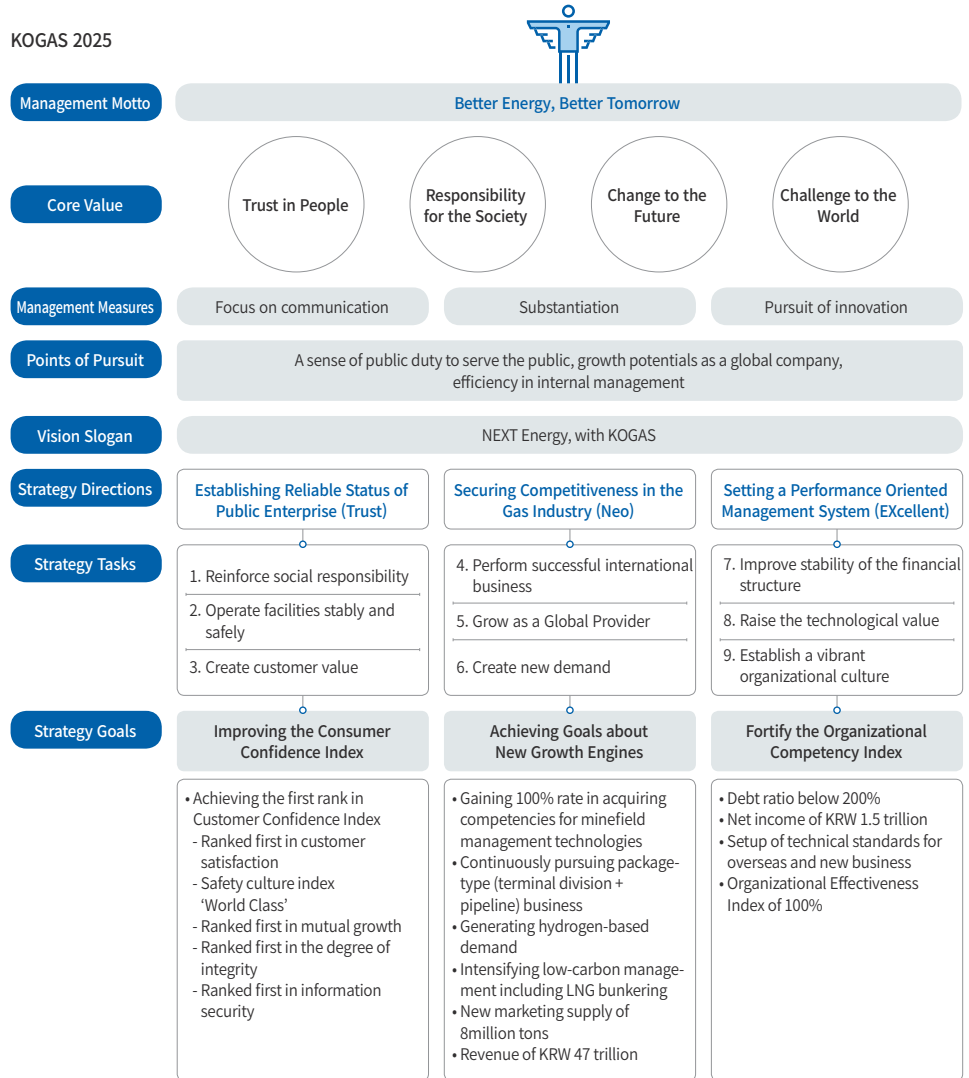 KOGAS 2025
Management Motto
Better Energy, Better Tomorrow
Core Value
Trust in People
Responsibility
for the Society
Change to the
Future
Challenge to the
World
Management Measures
Focus on communication
Substantiation
Pursuit of innovation
Points of Pursuit
A sense of public duty to serve the public, growth potentials as a global company,
efficiency in internal management
Vision Slogan
NEXT Energy, with KOGAS
Strategy Directions
Establishing Reliable Status of
Public Enterprise (Trust)
Securing Competitiveness in the
Gas Industry (Neo)
Setting a Performance Oriented
Management System (EXcellent)
Strategy Tasks
1. Reinforce social responsibility
2. Operate facilities stably and
safely
3. Create customer value
4. Perform successful international
business
5. Grow as a Global Provider
6. Create new demand
7. Improve stability of the financial
structure
8. Raise the technological value
9. Establish a vibrant
organizational culture
Strategy Goals
Improving the Consumer
Confidence Index
Achieving Goals about
New Growth Engines
Fortify the Organizational
Competency Index
• Achieving the first rank in
Customer Confidence Index
- Ranked first in customer
satisfaction
- Safety culture index
‘World Class’
- Ranked first in mutual growth
- Ranked first in the degree of
integrity
- Ranked first in information
security
• Gaining 100% rate in acquiring
competencies for minefield
management technologies
• Continuously pursuing package-
type (terminal division +
pipeline) business
• Generating hydrogen-based
demand
• Intensifying low-carbon manage-
ment including LNG bunkering
• New marketing supply of
8million tons
• Revenue of KRW 47 trillion
• Debt ratio below 200%
• Net income of KRW 1.5 trillion
• Setup of technical standards for
overseas and new business
• Organizational Effectiveness
Index of 100%